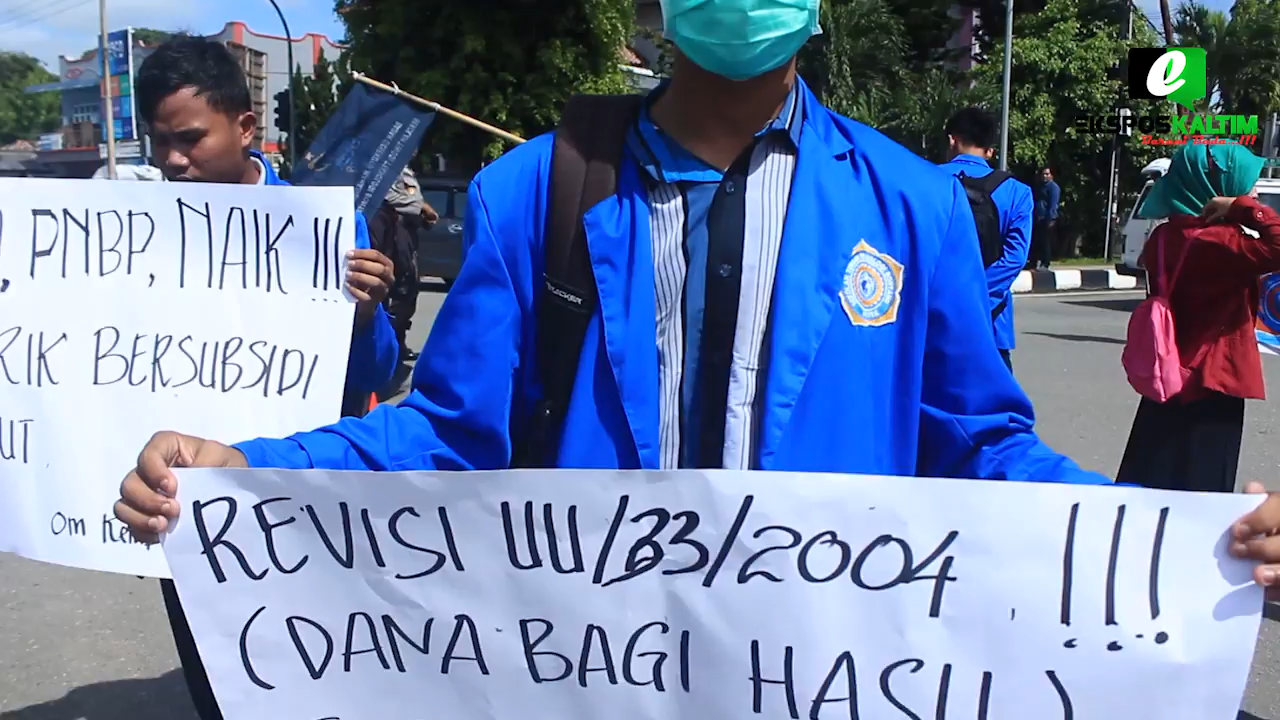 EKSPOSKALTIM
, PNBP, NAIK !!!
RIK BERSUBSIDI
UT
Om
REVISI UU/33/2004 !!!
(DANA BAGI HASIL)